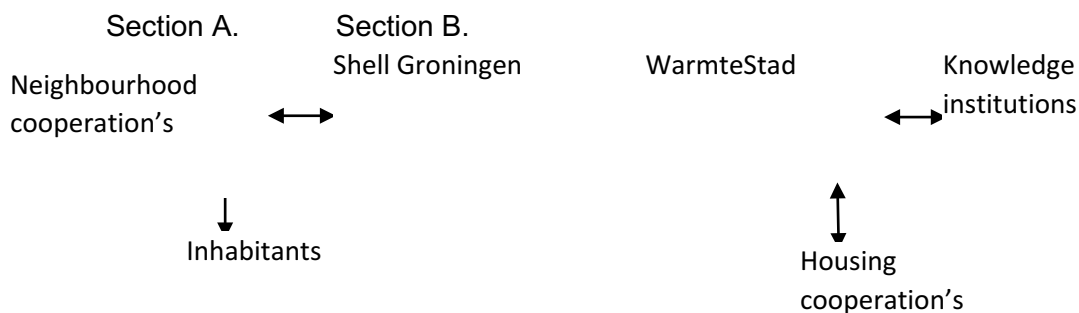 Section A.
Section B.
Shell Groningen
WarmteStad
Knowledge
institutions
Neighbourhood
cooperation's
Inhabitants
Housing
cooperation's